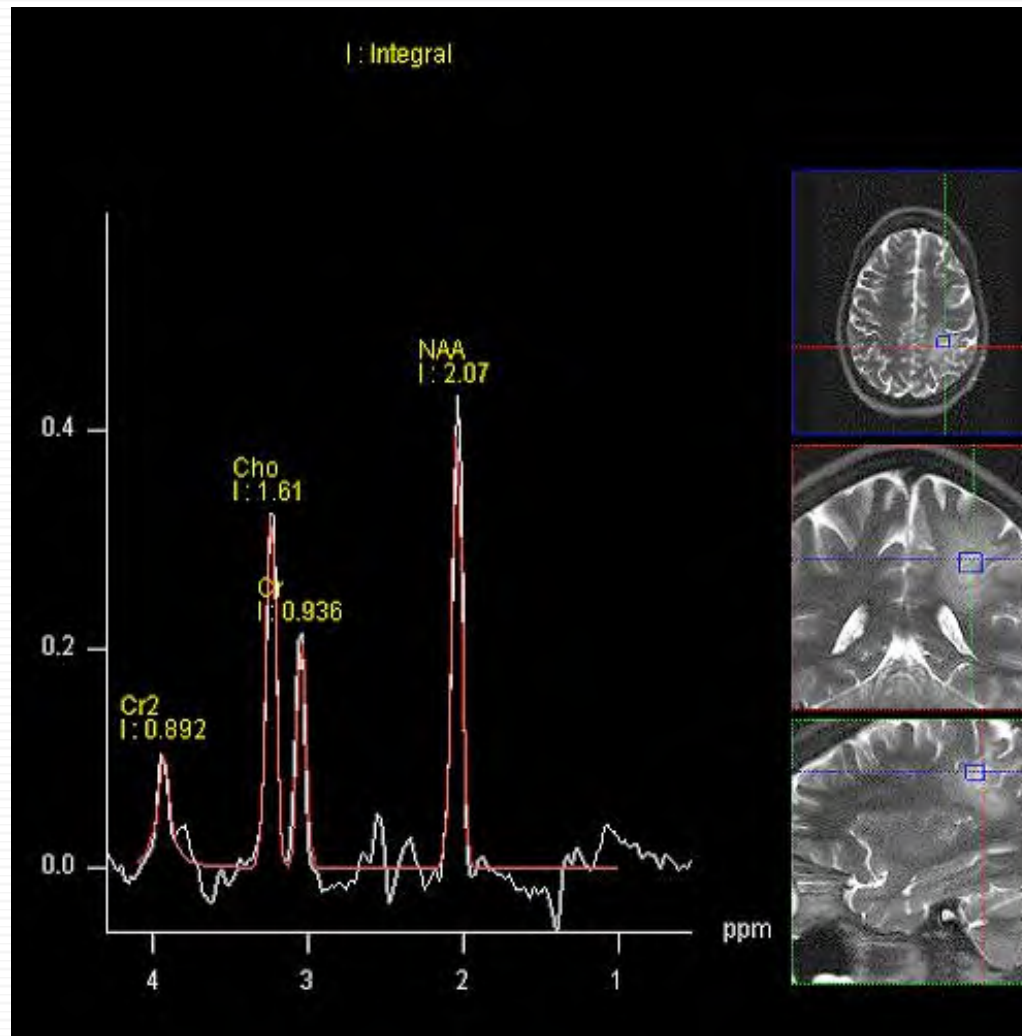 I : Integral
NAA
I : 2.07
0.4
Cho
I : 1.61
Cr
I : 0.936
0.2
Cr2
I : 0.892
0.0
ppm
4 3 2 1